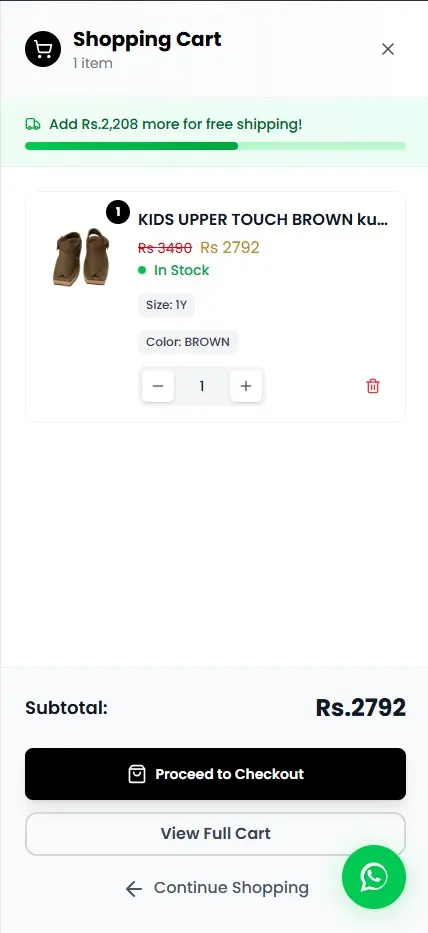 Shopping Cart
1 item
Add Rs.2,208 more for free shipping!
1
KIDS UPPER TOUCH BROWN ku...
Rs 3490 Rs 2792
In Stock
Size: 1Y
Color: BROWN
1
Subtotal: Rs.2792
Proceed to Checkout
View Full Cart
Continue Shopping